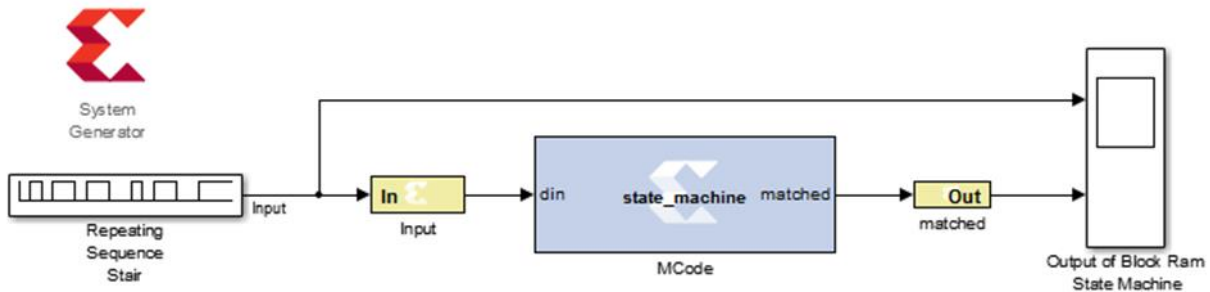 System
Generator
Input
Repeating
Sequence
Stair
In
Input
din
state_machine
matched
MCode
Out
matched
Output of Block Ram
State Machine